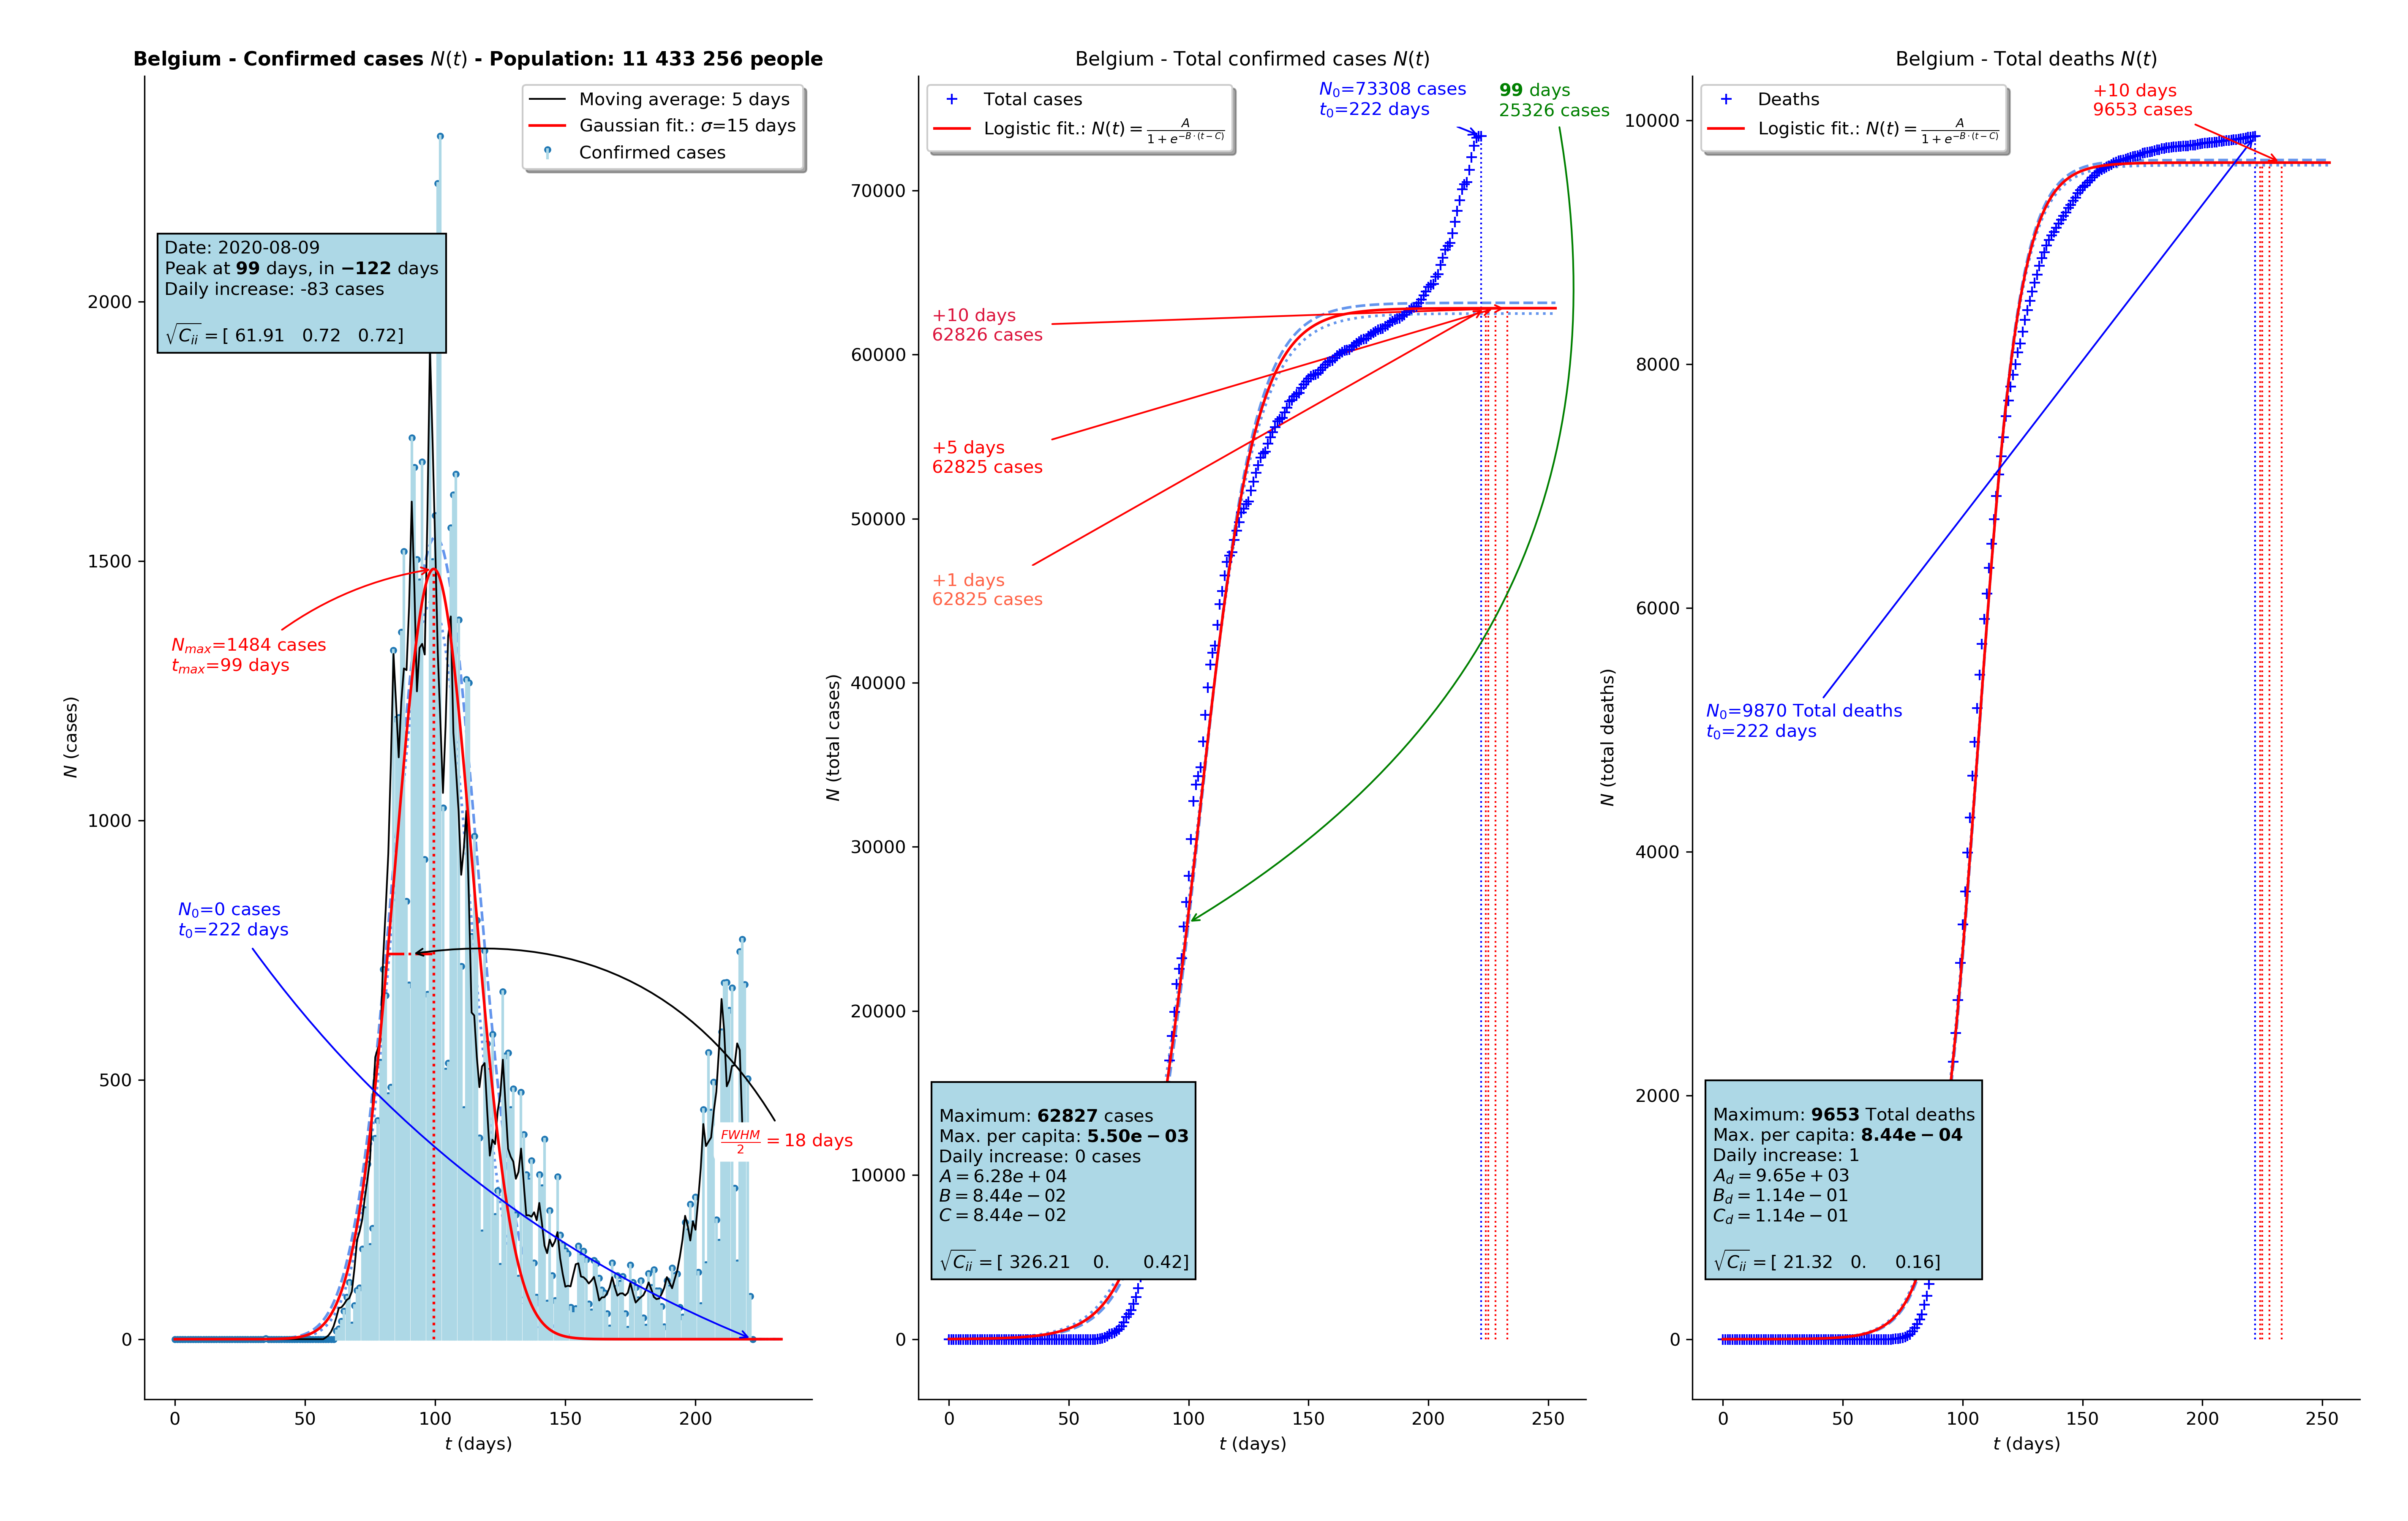 Belgium - Confirmed cases N(t) - Population: 11 433 256 people
Moving average: 5 days
Gaussian fit.: σ=15 days
Confirmed cases
Date: 2020-08-09
Peak at 99 days, in −122 days
Daily increase: -83 cases
√C_ii = [ 61.91 0.72 0.72]
N_max=1484 cases
t_max=99 days
N_0=0 cases
t_0=222 days
FWHM/2 = 18 days
N (cases)
2000
1500
1000
500
0
0 50 100 150 200
t (days)
Belgium - Total confirmed cases N(t)
Total cases
Logistic fit.: N(t) = A/(1 + e^(−B·(t−C)))
N_0=73308 cases
t_0=222 days
99 days
25326 cases
+10 days
62826 cases
+5 days
62825 cases
+1 days
62825 cases
Maximum: 62827 cases
Max. per capita: 5.50e − 03
Daily increase: 0 cases
A = 6.28e + 04
B = 8.44e − 02
C = 8.44e − 02
√C_ii = [ 326.21 0. 0.42]
N (total cases)
70000
60000
50000
40000
30000
20000
10000
0
0 50 100 150 200 250
t (days)
Belgium - Total deaths N(t)
Deaths
Logistic fit.: N(t) = A/(1 + e^(−B·(t−C)))
+10 days
9653 cases
N_0=9870 Total deaths
t_0=222 days
Maximum: 9653 Total deaths
Max. per capita: 8.44e − 04
Daily increase: 1
A_d = 9.65e + 03
B_d = 1.14e − 01
C_d = 1.14e − 01
√C_ii = [ 21.32 0. 0.16]
N (total deaths)
10000
8000
6000
4000
2000
0
0 50 100 150 200 250
t (days)